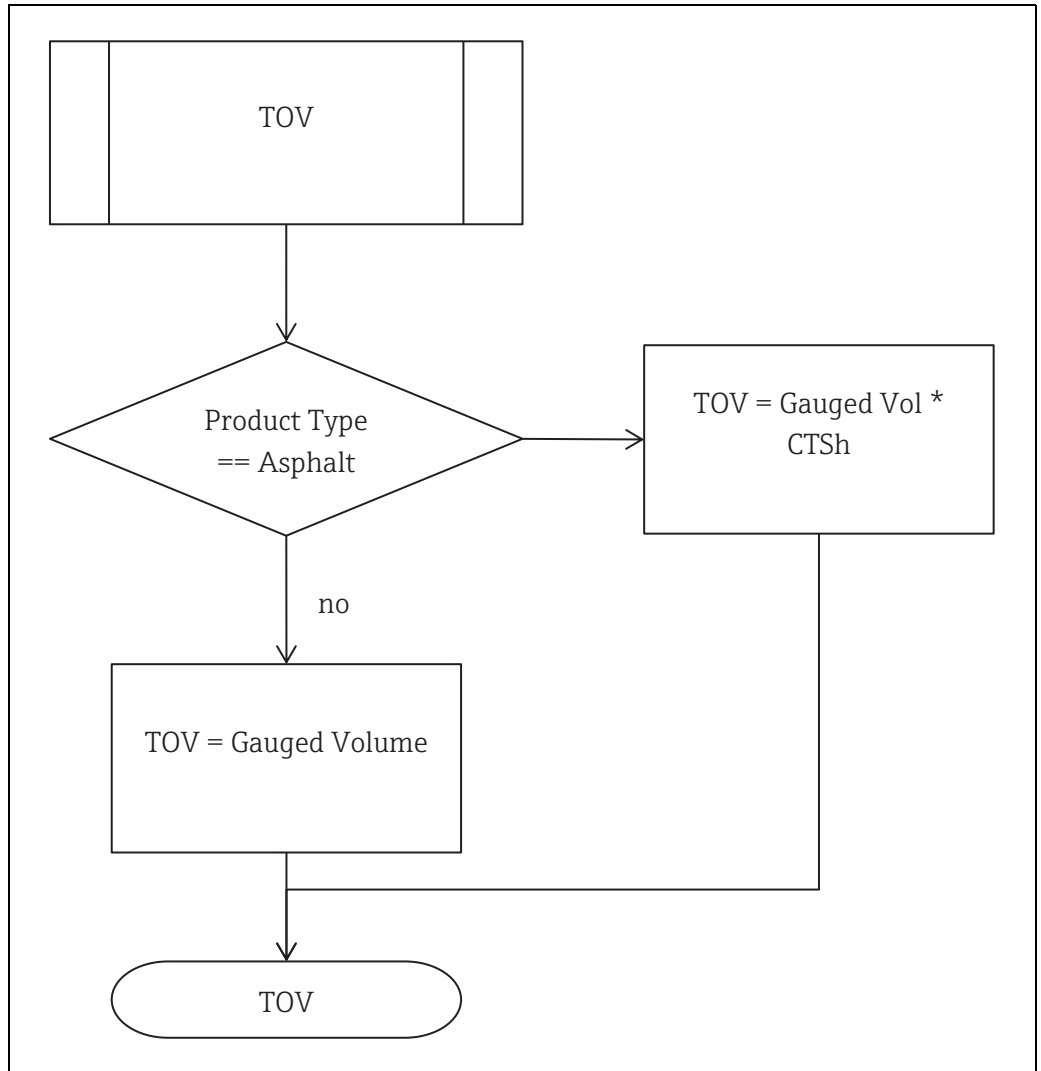 TOV
Product Type
== Asphalt
TOV = Gauged Vol *
CTSh
no
TOV = Gauged Volume
TOV